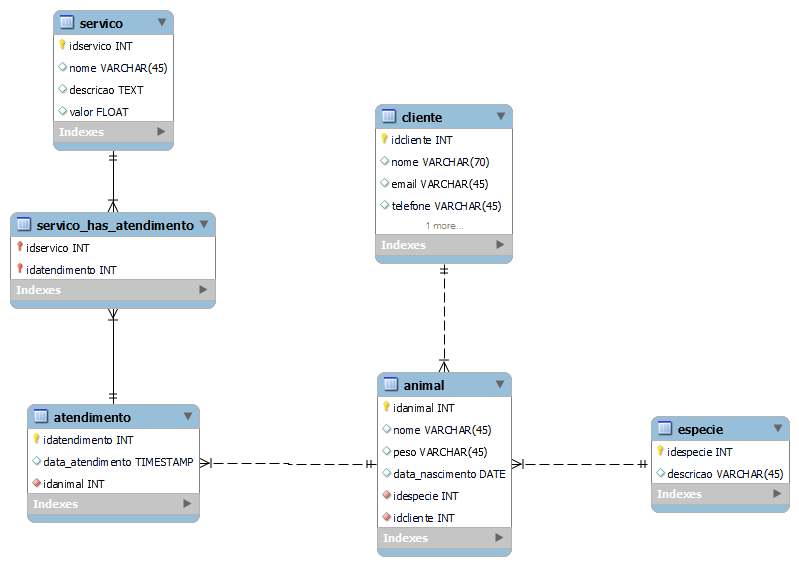 servico
idservico INT
nome VARCHAR(45)
descricao TEXT
valor FLOAT
Indexes
servico_has_atendimento
idservico INT
idatendimento INT
Indexes
atendimento
idatendimento INT
data_atendimento TIMESTAMP
idanimal INT
Indexes
cliente
idcliente INT
nome VARCHAR(70)
email VARCHAR(45)
telefone VARCHAR(45)
1 more...
Indexes
animal
idanimal INT
nome VARCHAR(45)
peso VARCHAR(45)
data_nascimento DATE
idespecie INT
idcliente INT
Indexes
especie
idespecie INT
descricao VARCHAR(45)
Indexes